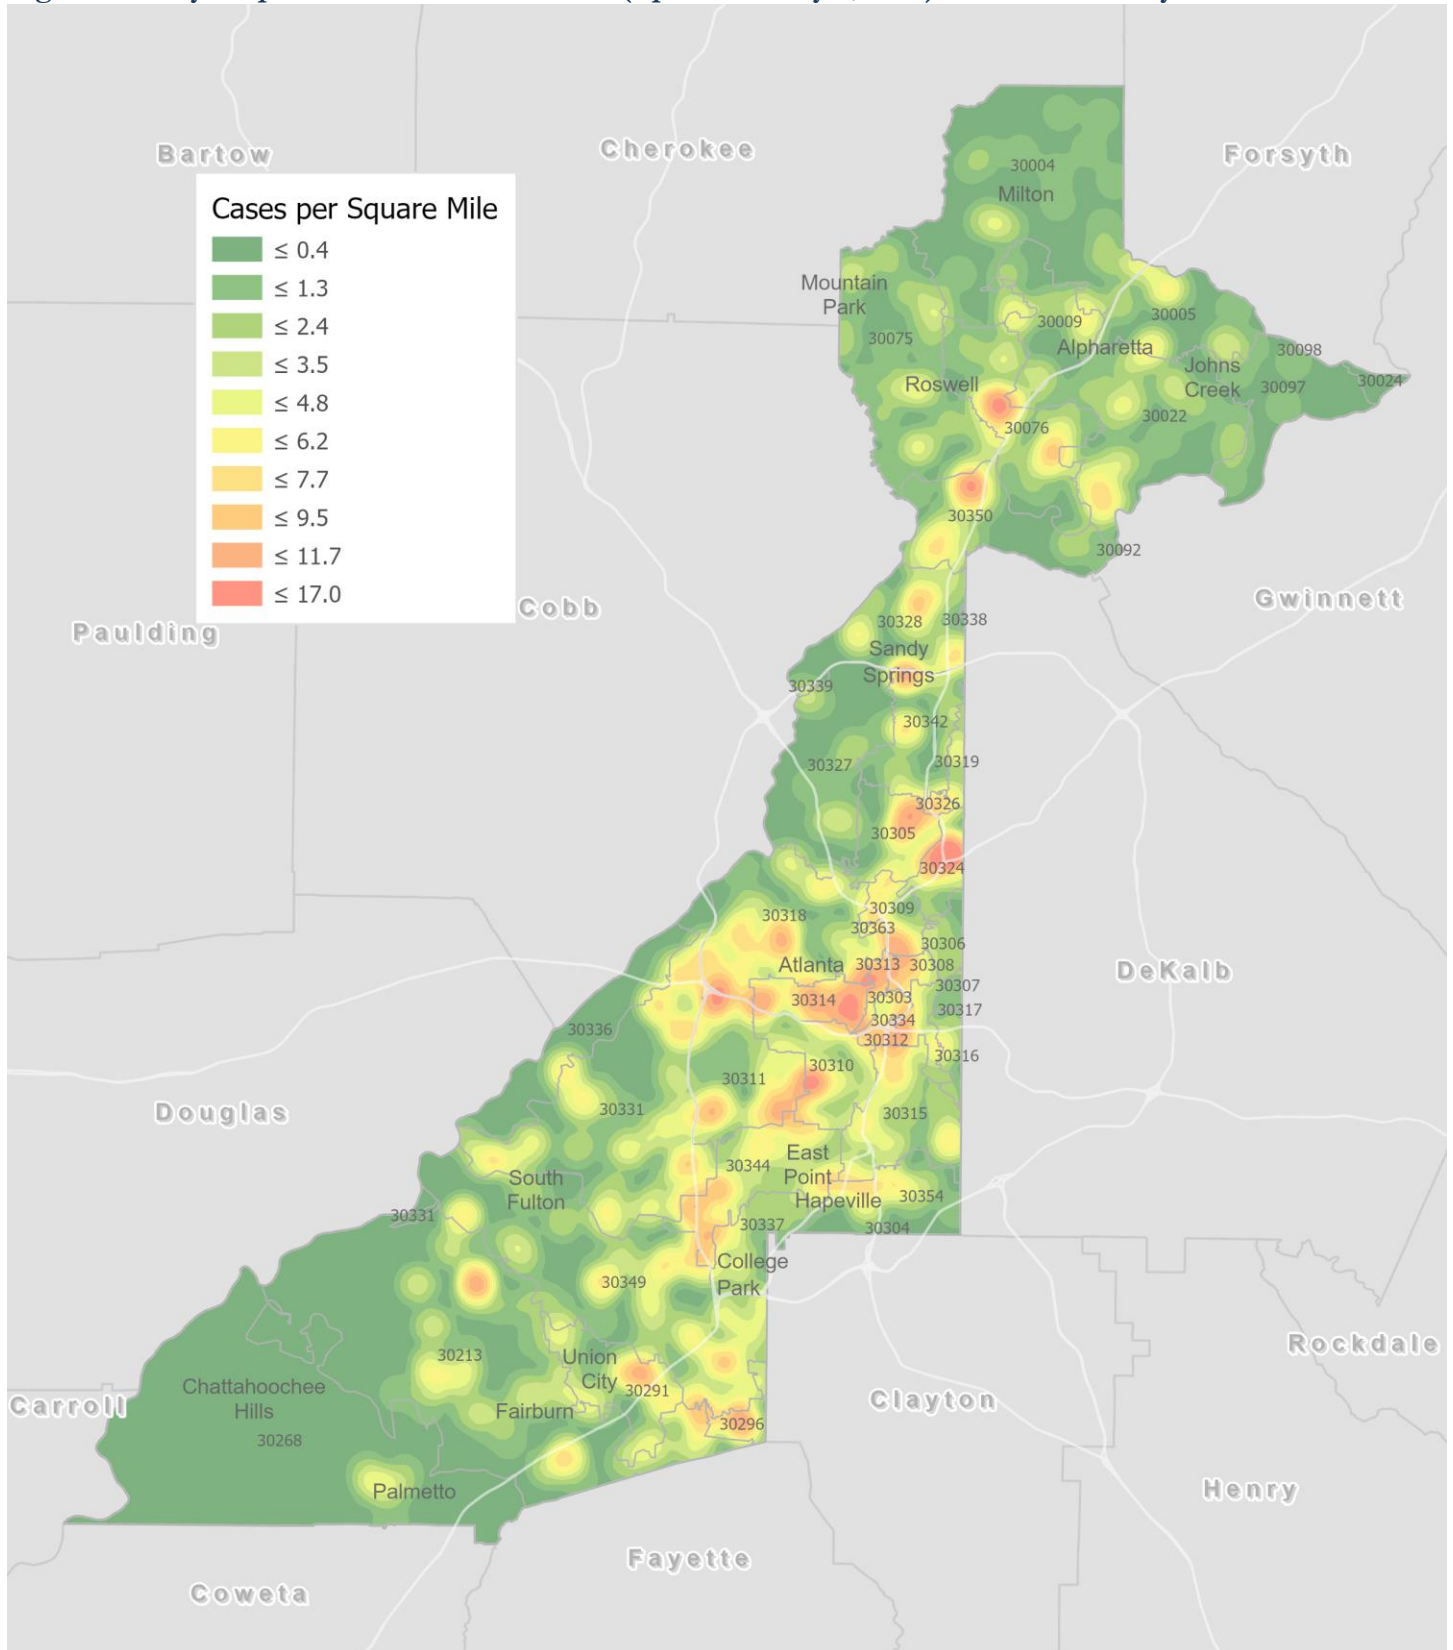 Bartow
Cherokee
Forsyth
30004
Milton
Cases per Square Mile
≤ 0.4
≤ 1.3
≤ 2.4
≤ 3.5
≤ 4.8
≤ 6.2
≤ 7.7
≤ 9.5
≤ 11.7
≤ 17.0
Mountain
Park
30075
30009
30005
Alpharetta
30098
Johns
Creek
30097
30024
Roswell
30022
30076
30350
30092
Cobb
Paulding
Gwinnett
30328
30338
Sandy
Springs
30339
30342
30327
30319
30326
30305
30324
30318
30309
30363
30306
Atlanta
30313
30308
DeKalb
30307
30314
30303
30317
30334
30336
30312
30316
30310
30311
Douglas
30331
30315
East
Point
30344
South
Fulton
Hapeville
30354
30331
30337
30304
College
Park
30349
Rockdale
30213
Union
City
Chattahoochee
Hills
30291
Carroll
Fairburn
Clayton
30296
30268
Palmetto
Henry
Fayette
Coweta